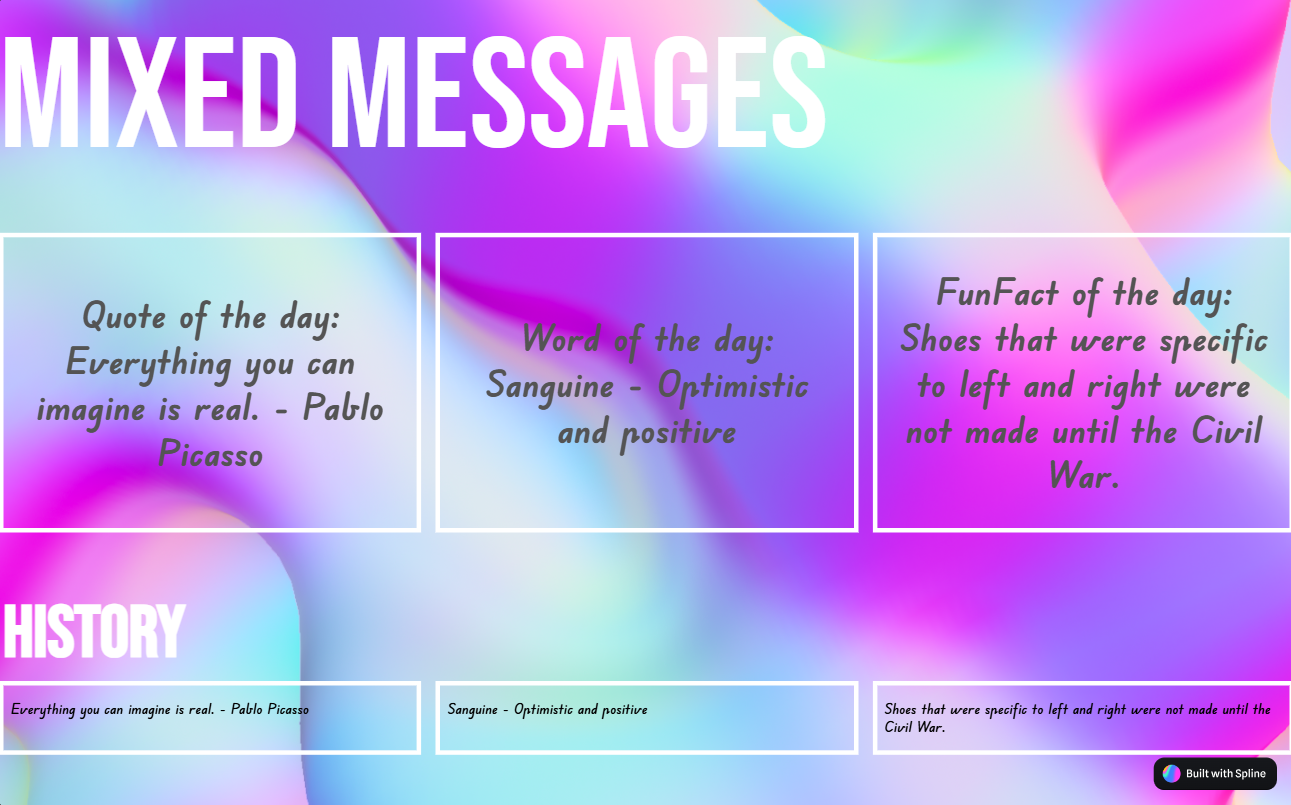 MIXED MESSAGES
Quote of the day:
Everything you can
imagine is real. - Pablo
Picasso
Word of the day:
Sanguine - Optimistic
and positive
FunFact of the day:
Shoes that were specific
to left and right were
not made until the Civil
War.
HISTORY
Everything you can imagine is real. - Pablo Picasso
Sanguine - Optimistic and positive
Shoes that were specific to left and right were not made until the
Civil War.
Built with Spline